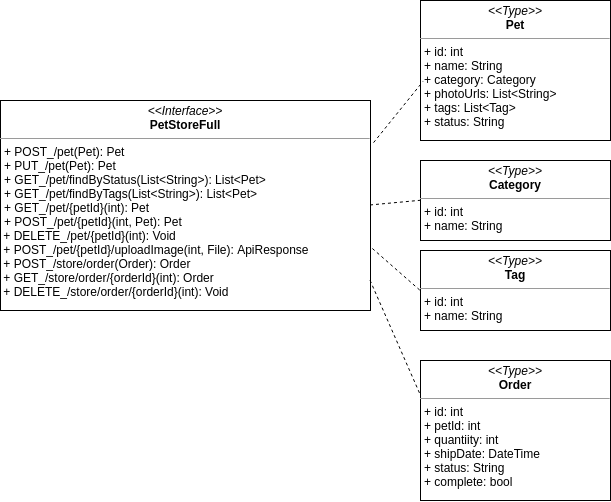 <<Interface>>
PetStoreFull
+ POST_/pet(Pet): Pet
+ PUT_/pet(Pet): Pet
+ GET_/pet/findByStatus(List<String>): List<Pet>
+ GET_/pet/findByTags(List<String>): List<Pet>
+ GET_/pet/{petId}(int): Pet
+ POST_/pet/{petId}(int, Pet): Pet
+ DELETE_/pet/{petId}(int): Void
+ POST_/pet/{petId}/uploadImage(int, File): ApiResponse
+ POST_/store/order(Order): Order
+ GET_/store/order/{orderId}(int): Order
+ DELETE_/store/order/{orderId}(int): Void
<<Type>>
Pet
+ id: int
+ name: String
+ category: Category
+ photoUrls: List<String>
+ tags: List<Tag>
+ status: String
<<Type>>
Category
+ id: int
+ name: String
<<Type>>
Tag
+ id: int
+ name: String
<<Type>>
Order
+ id: int
+ petId: int
+ quantiity: int
+ shipDate: DateTime
+ status: String
+ complete: bool